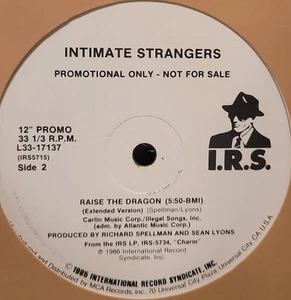 INTIMATE STRANGERS
PROMOTIONAL ONLY - NOT FOR SALE
12" PROMO
33 1/3 R.P.M.
L33-17137
(IRS5715)
Side 2
I.R.S.
RAISE THE DRAGON (5:50-BMI)
(Extended Version) (Spellman/Lyons)
Carlin Music Corp./Illegal Songs, Inc.
(adm. by Atlantic Music Corp.)
PRODUCED BY RICHARD SPELLMAN AND SEAN LYONS
From the IRS LP, IRS-5734, "Charm"
℗ 1986 International Record
Syndicate, Inc.
©1985 INTERNATIONAL RECORD SYNDICATE, INC.
and Distributed by MCA Records, Inc. 70 Universal City Plaza, Universal City, CA., U.S.A.